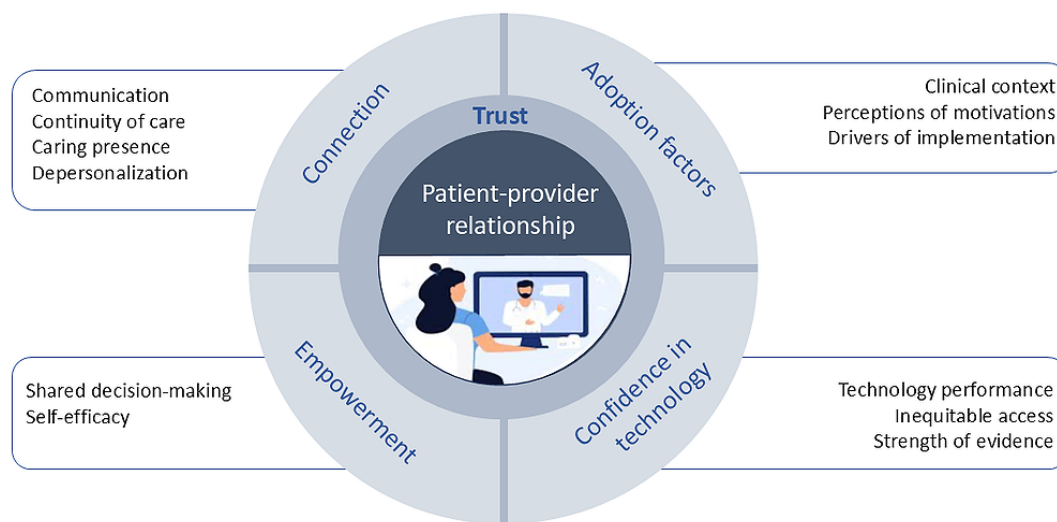 Communication
Continuity of care
Caring presence
Depersonalization
Connection
Trust
Adoption factors
Clinical context
Perceptions of motivations
Drivers of implementation
Patient-provider
relationship
Shared decision-making
Self-efficacy
Empowerment
Confidence in
technology
Technology performance
Inequitable access
Strength of evidence